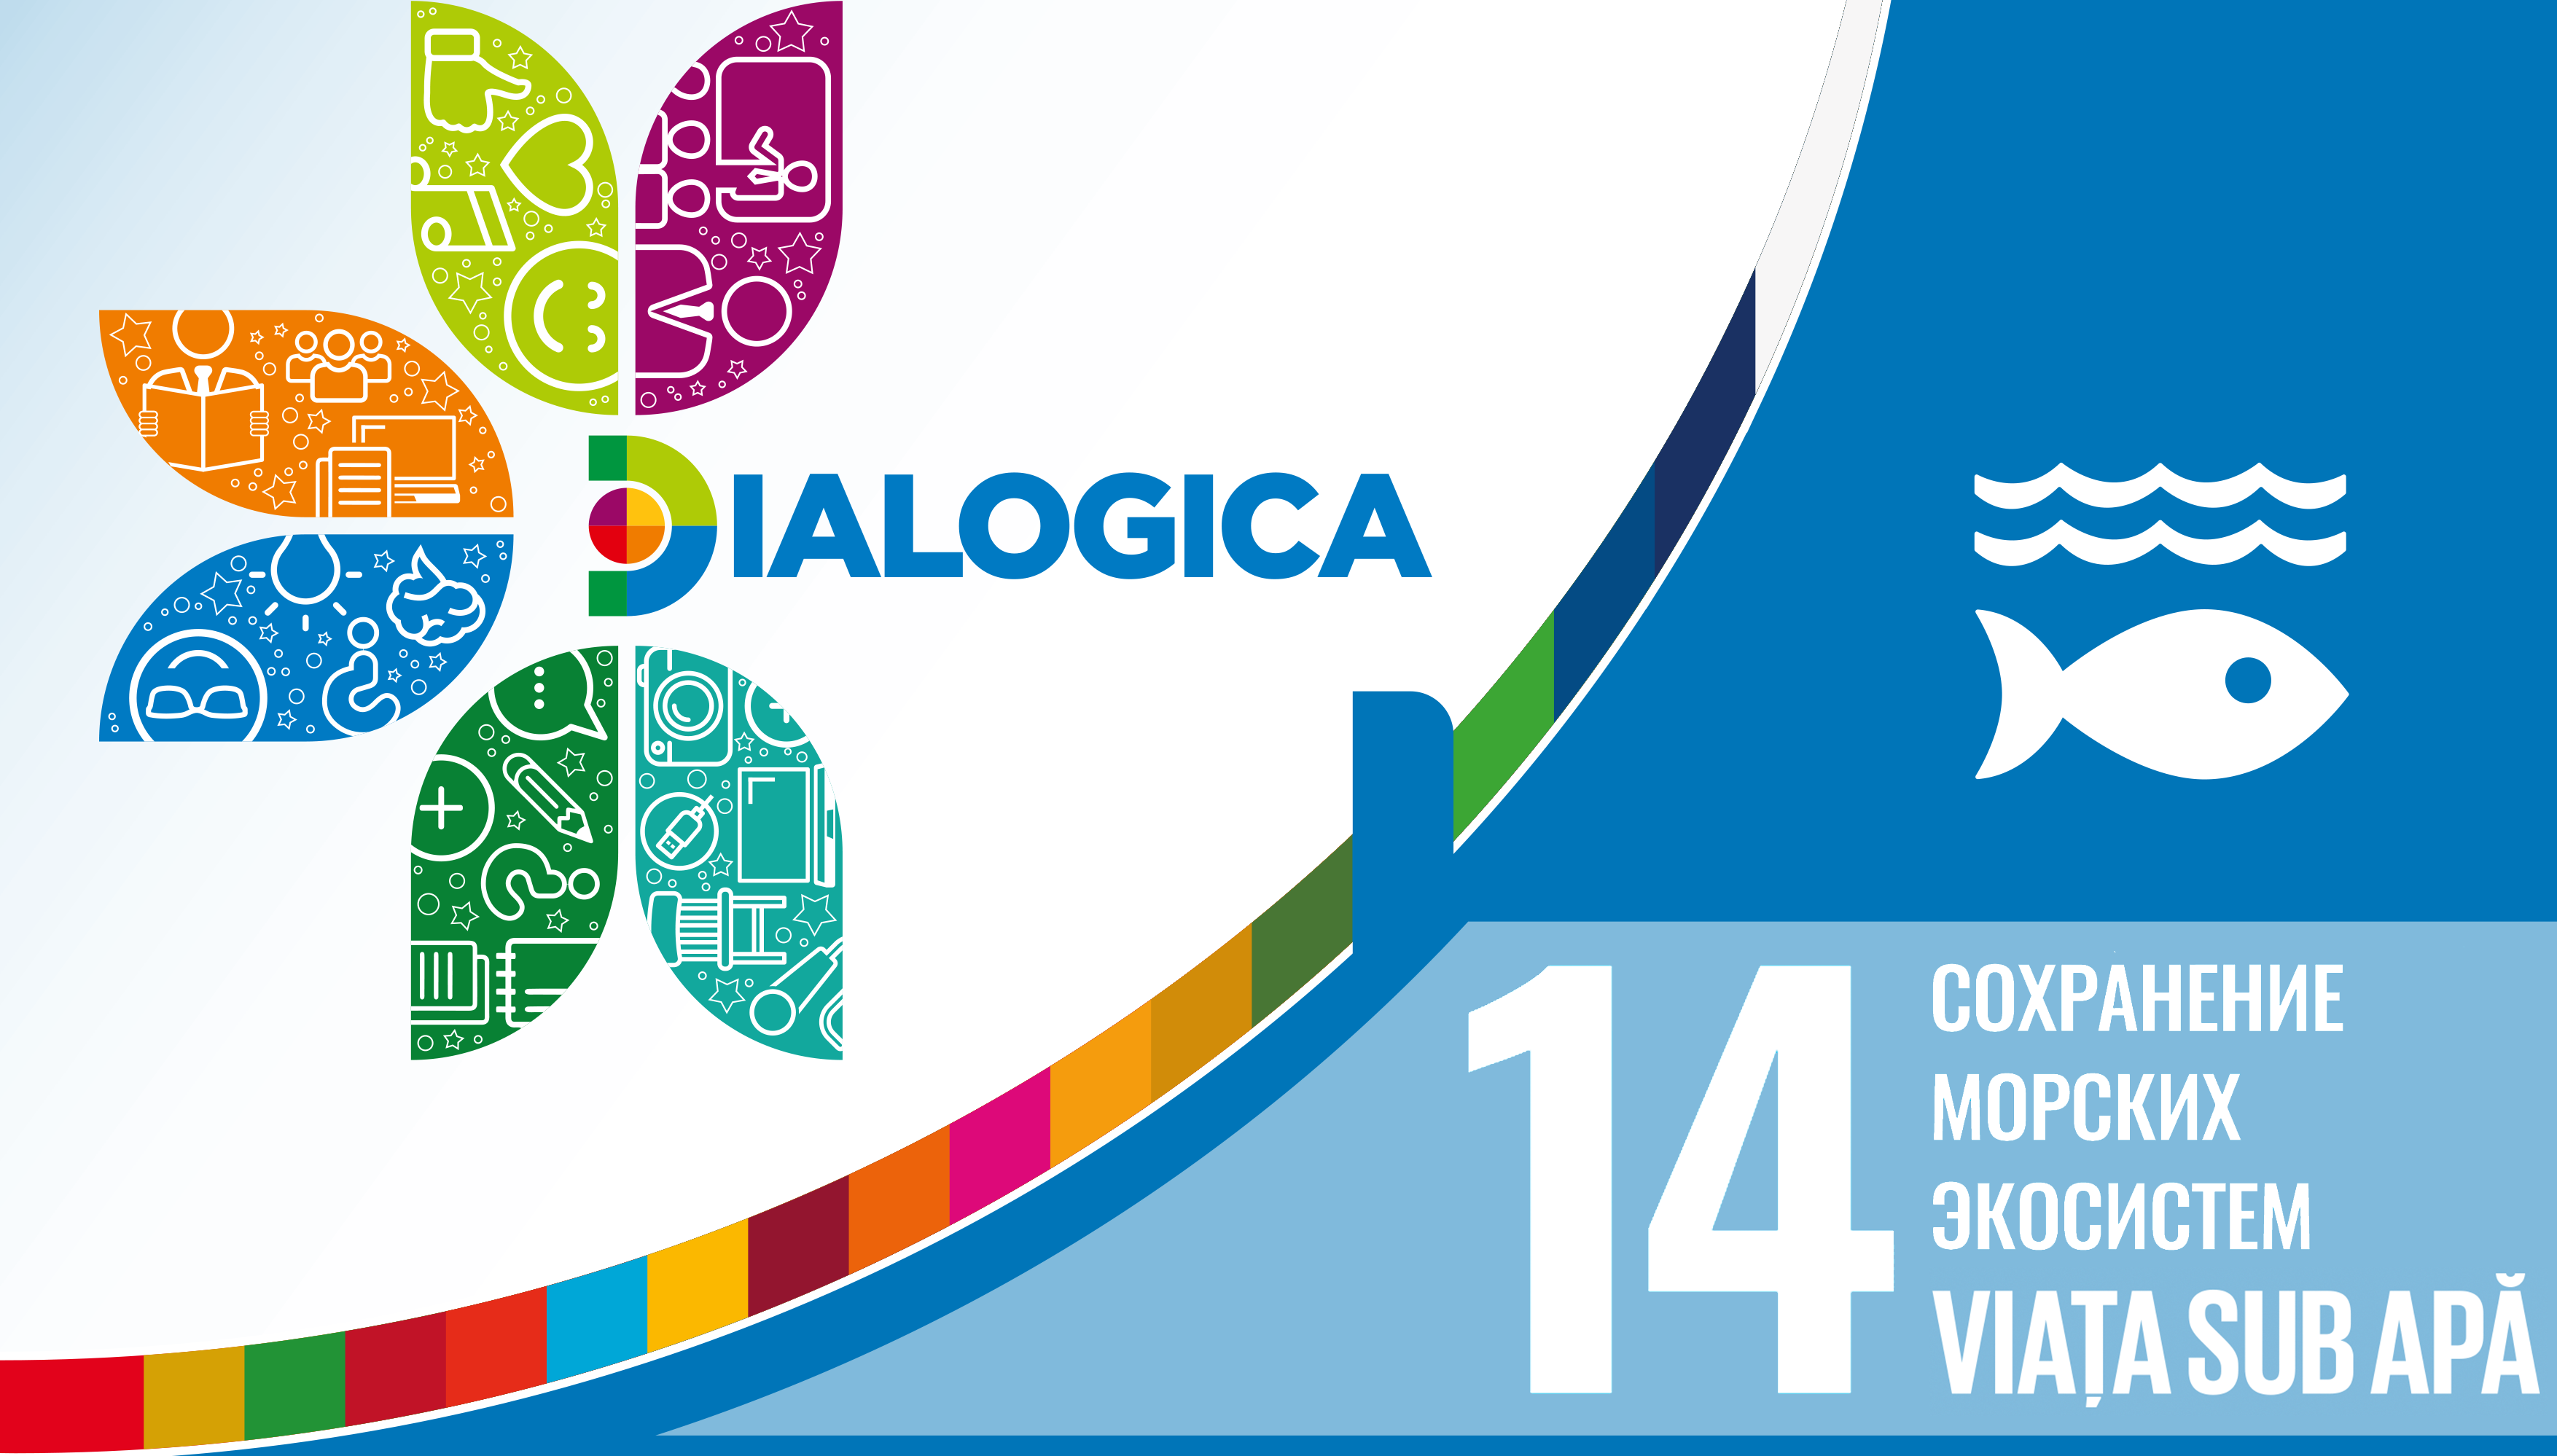 DIALOGICA
14
СОХРАНЕНИЕ
МОРСКИХ
ЭКОСИСТЕМ
VIAȚA SUB APĂ